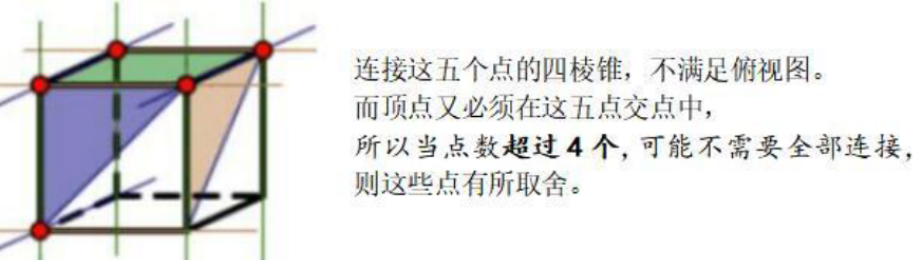 连接这五个点的四棱锥，不满足俯视图。
而顶点又必须在这五点交点中，
所以当点数超过 4 个，可能不需要全部连接，
则这些点有所取舍。